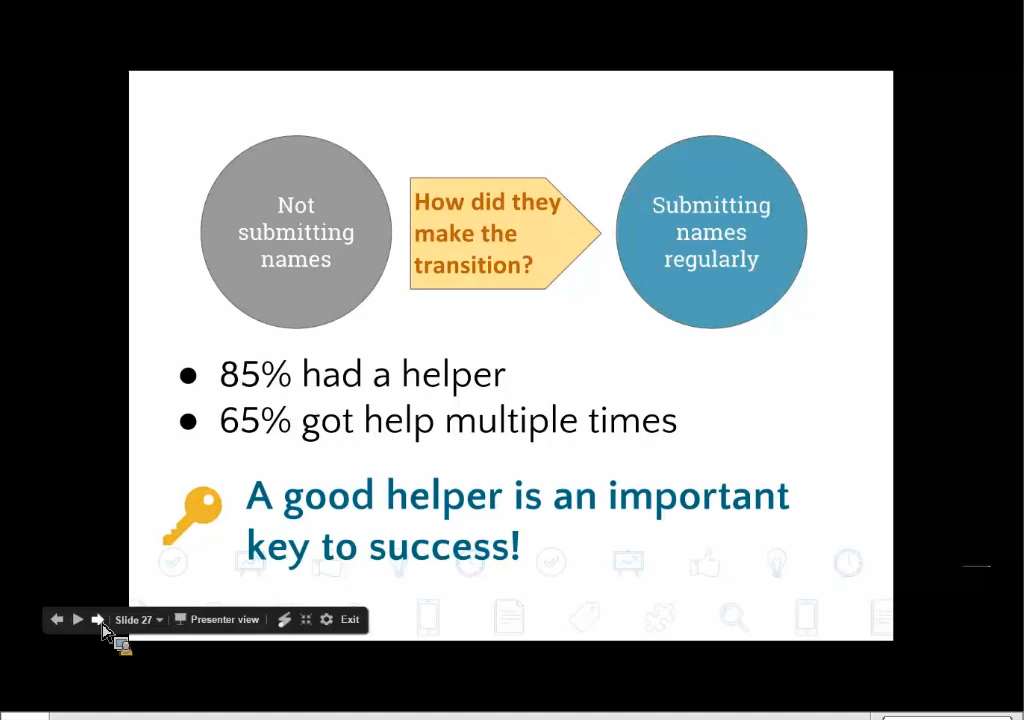 Not
submitting
names
How did they
make the
transition?
Submitting
names
regularly
● 85% had a helper
● 65% got help multiple times
A good helper is an important
key to success!
Slide 27
Presenter view
Exit